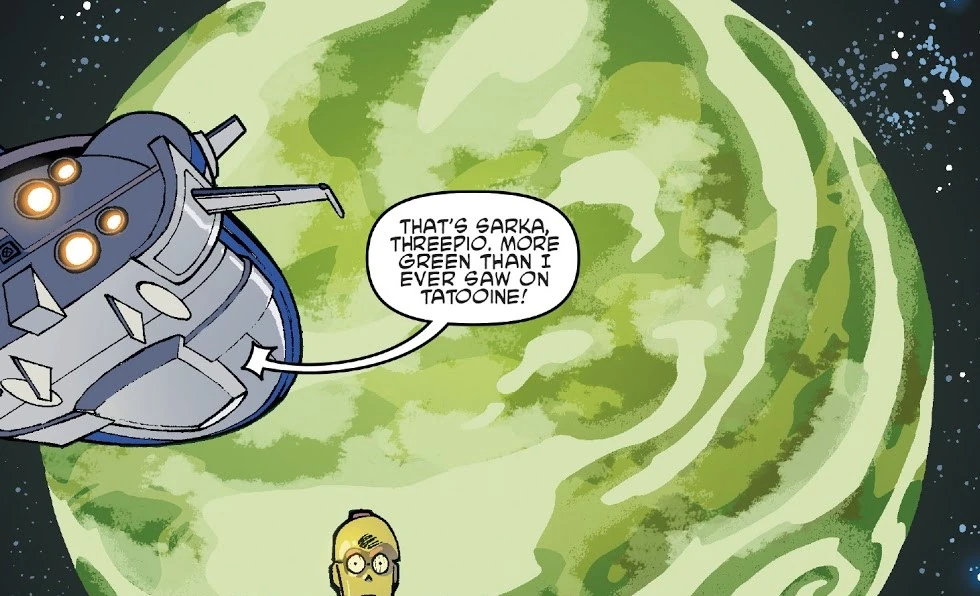 THAT'S SARKA,
THREEPIO. MORE
GREEN THAN I
EVER SAW ON
TATOOINE!